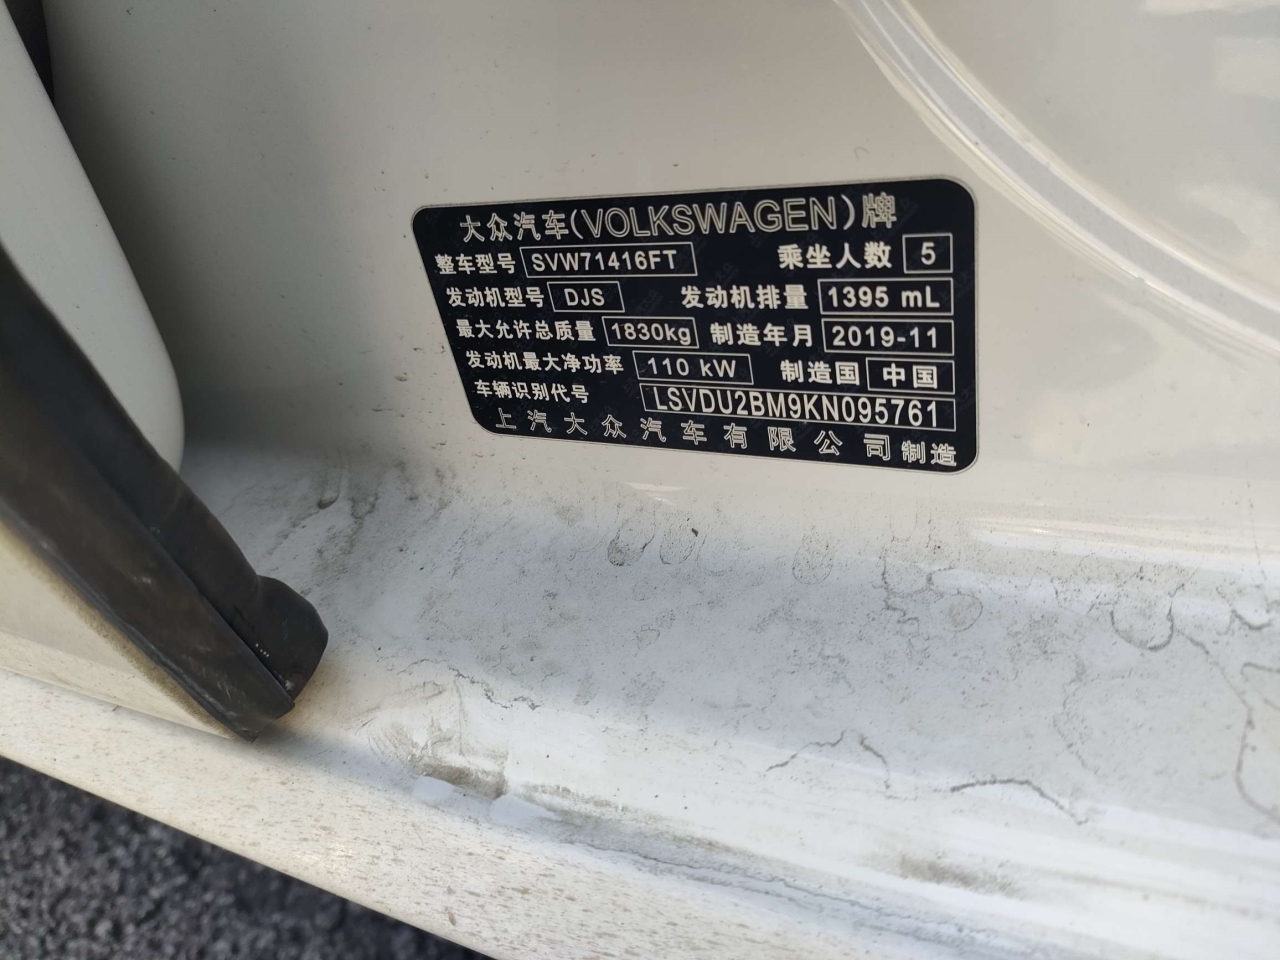 大众汽车(VOLKSWAGEN)牌
整车型号 SVW71416FT 乘坐人数 5
发动机型号 DJS 发动机排量 1395 mL
最大允许总质量 1830kg 制造年月 2019-11
发动机最大净功率 110 kW 制造国 中国
车辆识别代号 LSVDU2BM9KN095761
上汽大众汽车有限公司制造